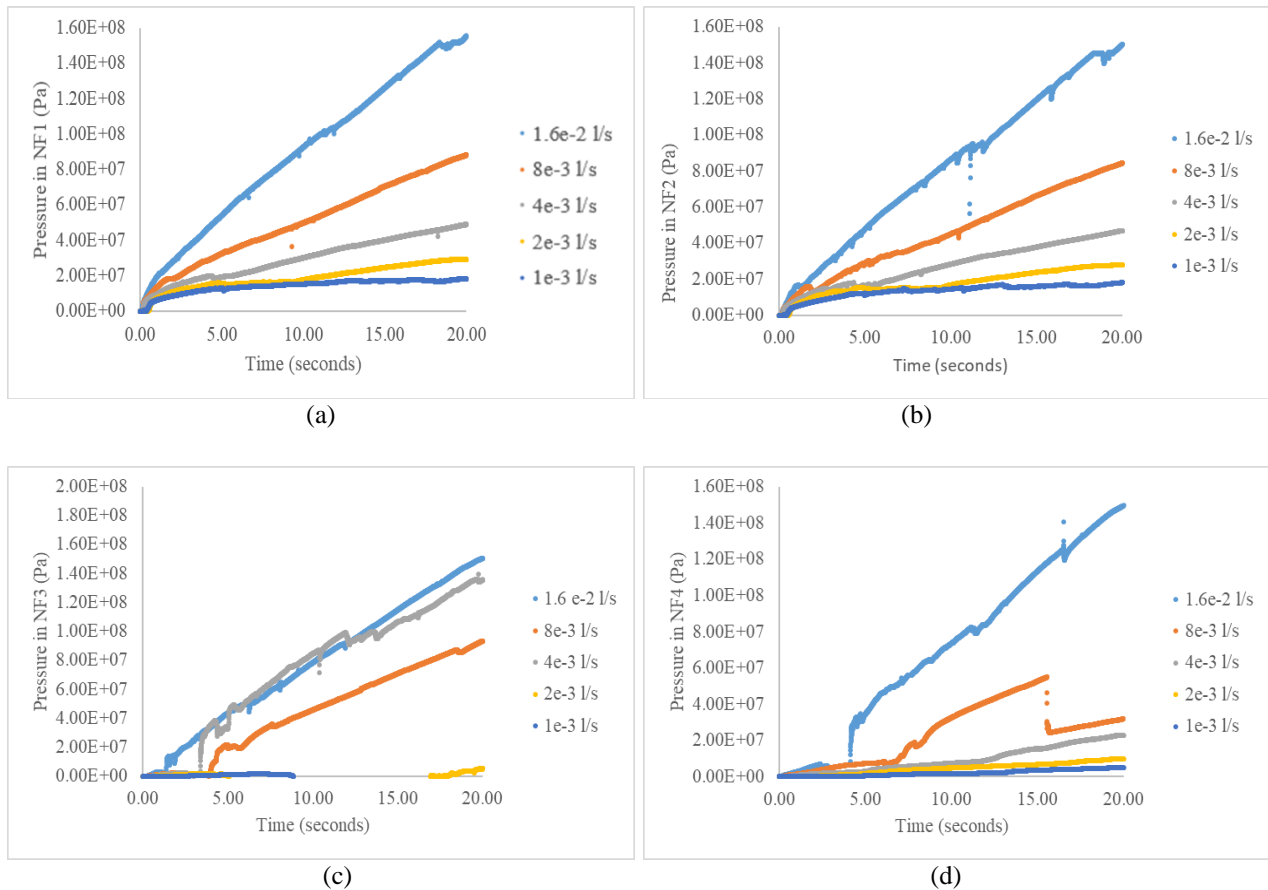 1.60E+08
1.40E+08
1.20E+08
1.00E+08
8.00E+07
6.00E+07
4.00E+07
2.00E+07
0.00E+00
Pressure in NF1 (Pa)
0.00 5.00 10.00 15.00 20.00
Time (seconds)
1.6e-2 l/s
8e-3 l/s
4e-3 l/s
2e-3 l/s
1e-3 l/s
(a)
1.60E+08
1.40E+08
1.20E+08
1.00E+08
8.00E+07
6.00E+07
4.00E+07
2.00E+07
0.00E+00
Pressure in NF2 (Pa)
0.00 5.00 10.00 15.00 20.00
Time (seconds)
1.6e-2 l/s
8e-3 l/s
4e-3 l/s
2e-3 l/s
1e-3 l/s
(b)
2.00E+08
1.80E+08
1.60E+08
1.40E+08
1.20E+08
1.00E+08
8.00E+07
6.00E+07
4.00E+07
2.00E+07
0.00E+00
Pressure in NF3 (Pa)
0.00 5.00 10.00 15.00 20.00
Time (seconds)
1.6 e-2 l/s
8e-3 l/s
4e-3 l/s
2e-3 l/s
1e-3 l/s
(c)
1.60E+08
1.40E+08
1.20E+08
1.00E+08
8.00E+07
6.00E+07
4.00E+07
2.00E+07
0.00E+00
Pressure in NF4 (Pa)
0.00 5.00 10.00 15.00 20.00
Time (seconds)
1.6e-2 l/s
8e-3 l/s
4e-3 l/s
2e-3 l/s
1e-3 l/s
(d)